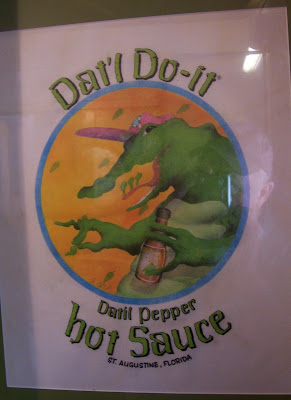 Dat'l Do-it
Datil Pepper
hot Sauce
ST. AUGUSTINE, FLORIDA